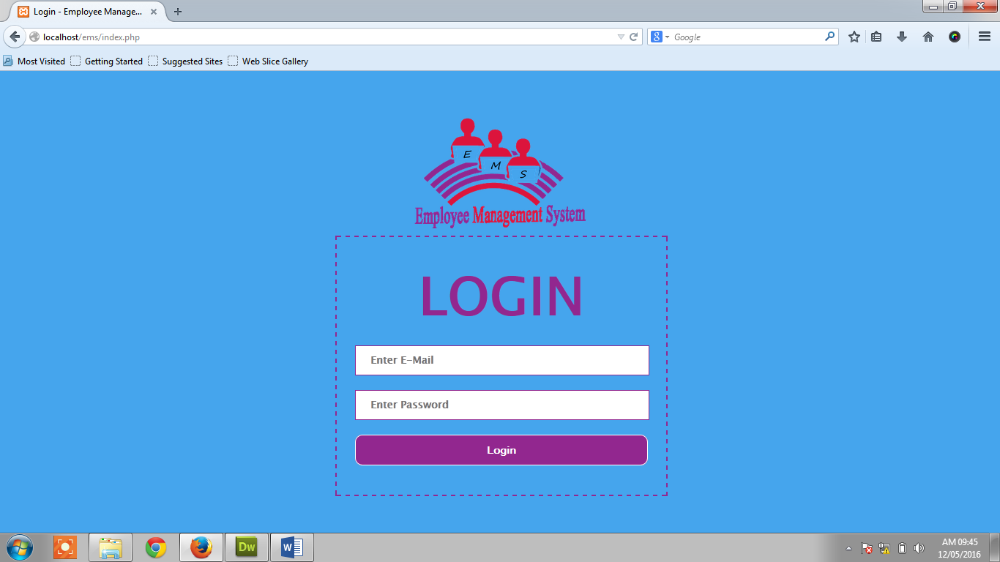 Login - Employee Manage...
localhost/ems/index.php
Google
Most Visited Getting Started Suggested Sites Web Slice Gallery
E
M
S
Employee Management System
LOGIN
Enter E-Mail
Enter Password
Login
Dw
W
AM 09:45
12/05/2016